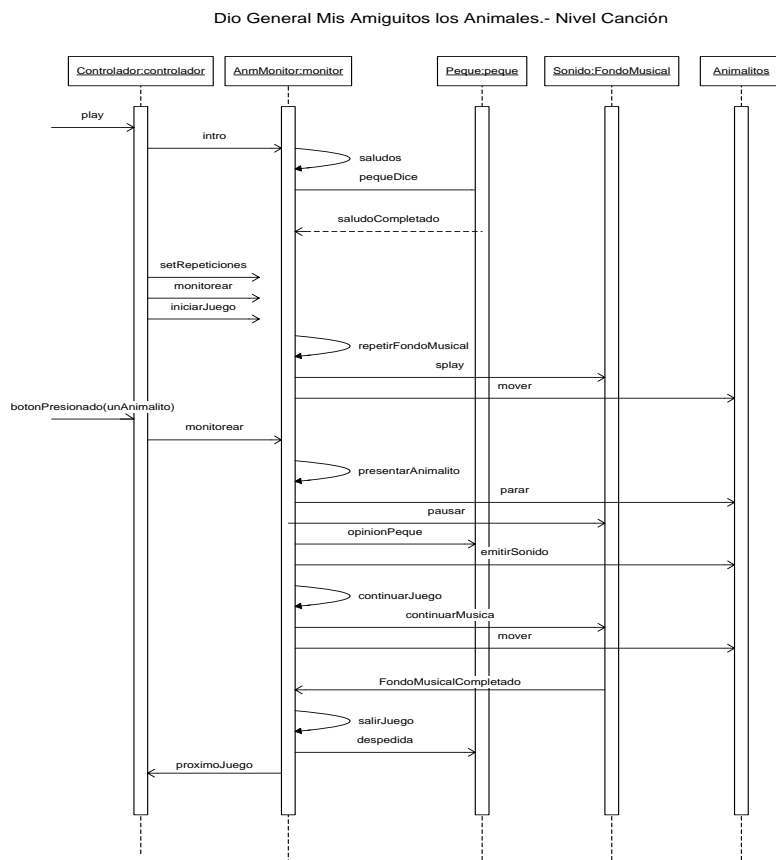 Dio General Mis Amiguitos los Animales.- Nivel Canción
Controlador:controlador
AnmMonitor:monitor
Peque:peque
Sonido:FondoMusical
Animalitos
play
intro
saludos
pequeDice
saludoCompletado
setRepeticiones
monitorear
iniciarJuego
repetirFondoMusical
splay
mover
botonPresionado(unAnimalito)
monitorear
presentarAnimalito
parar
pausar
opinionPeque
emitirSonido
continuarJuego
continuarMusica
mover
FondoMusicalCompletado
salirJuego
despedida
proximoJuego